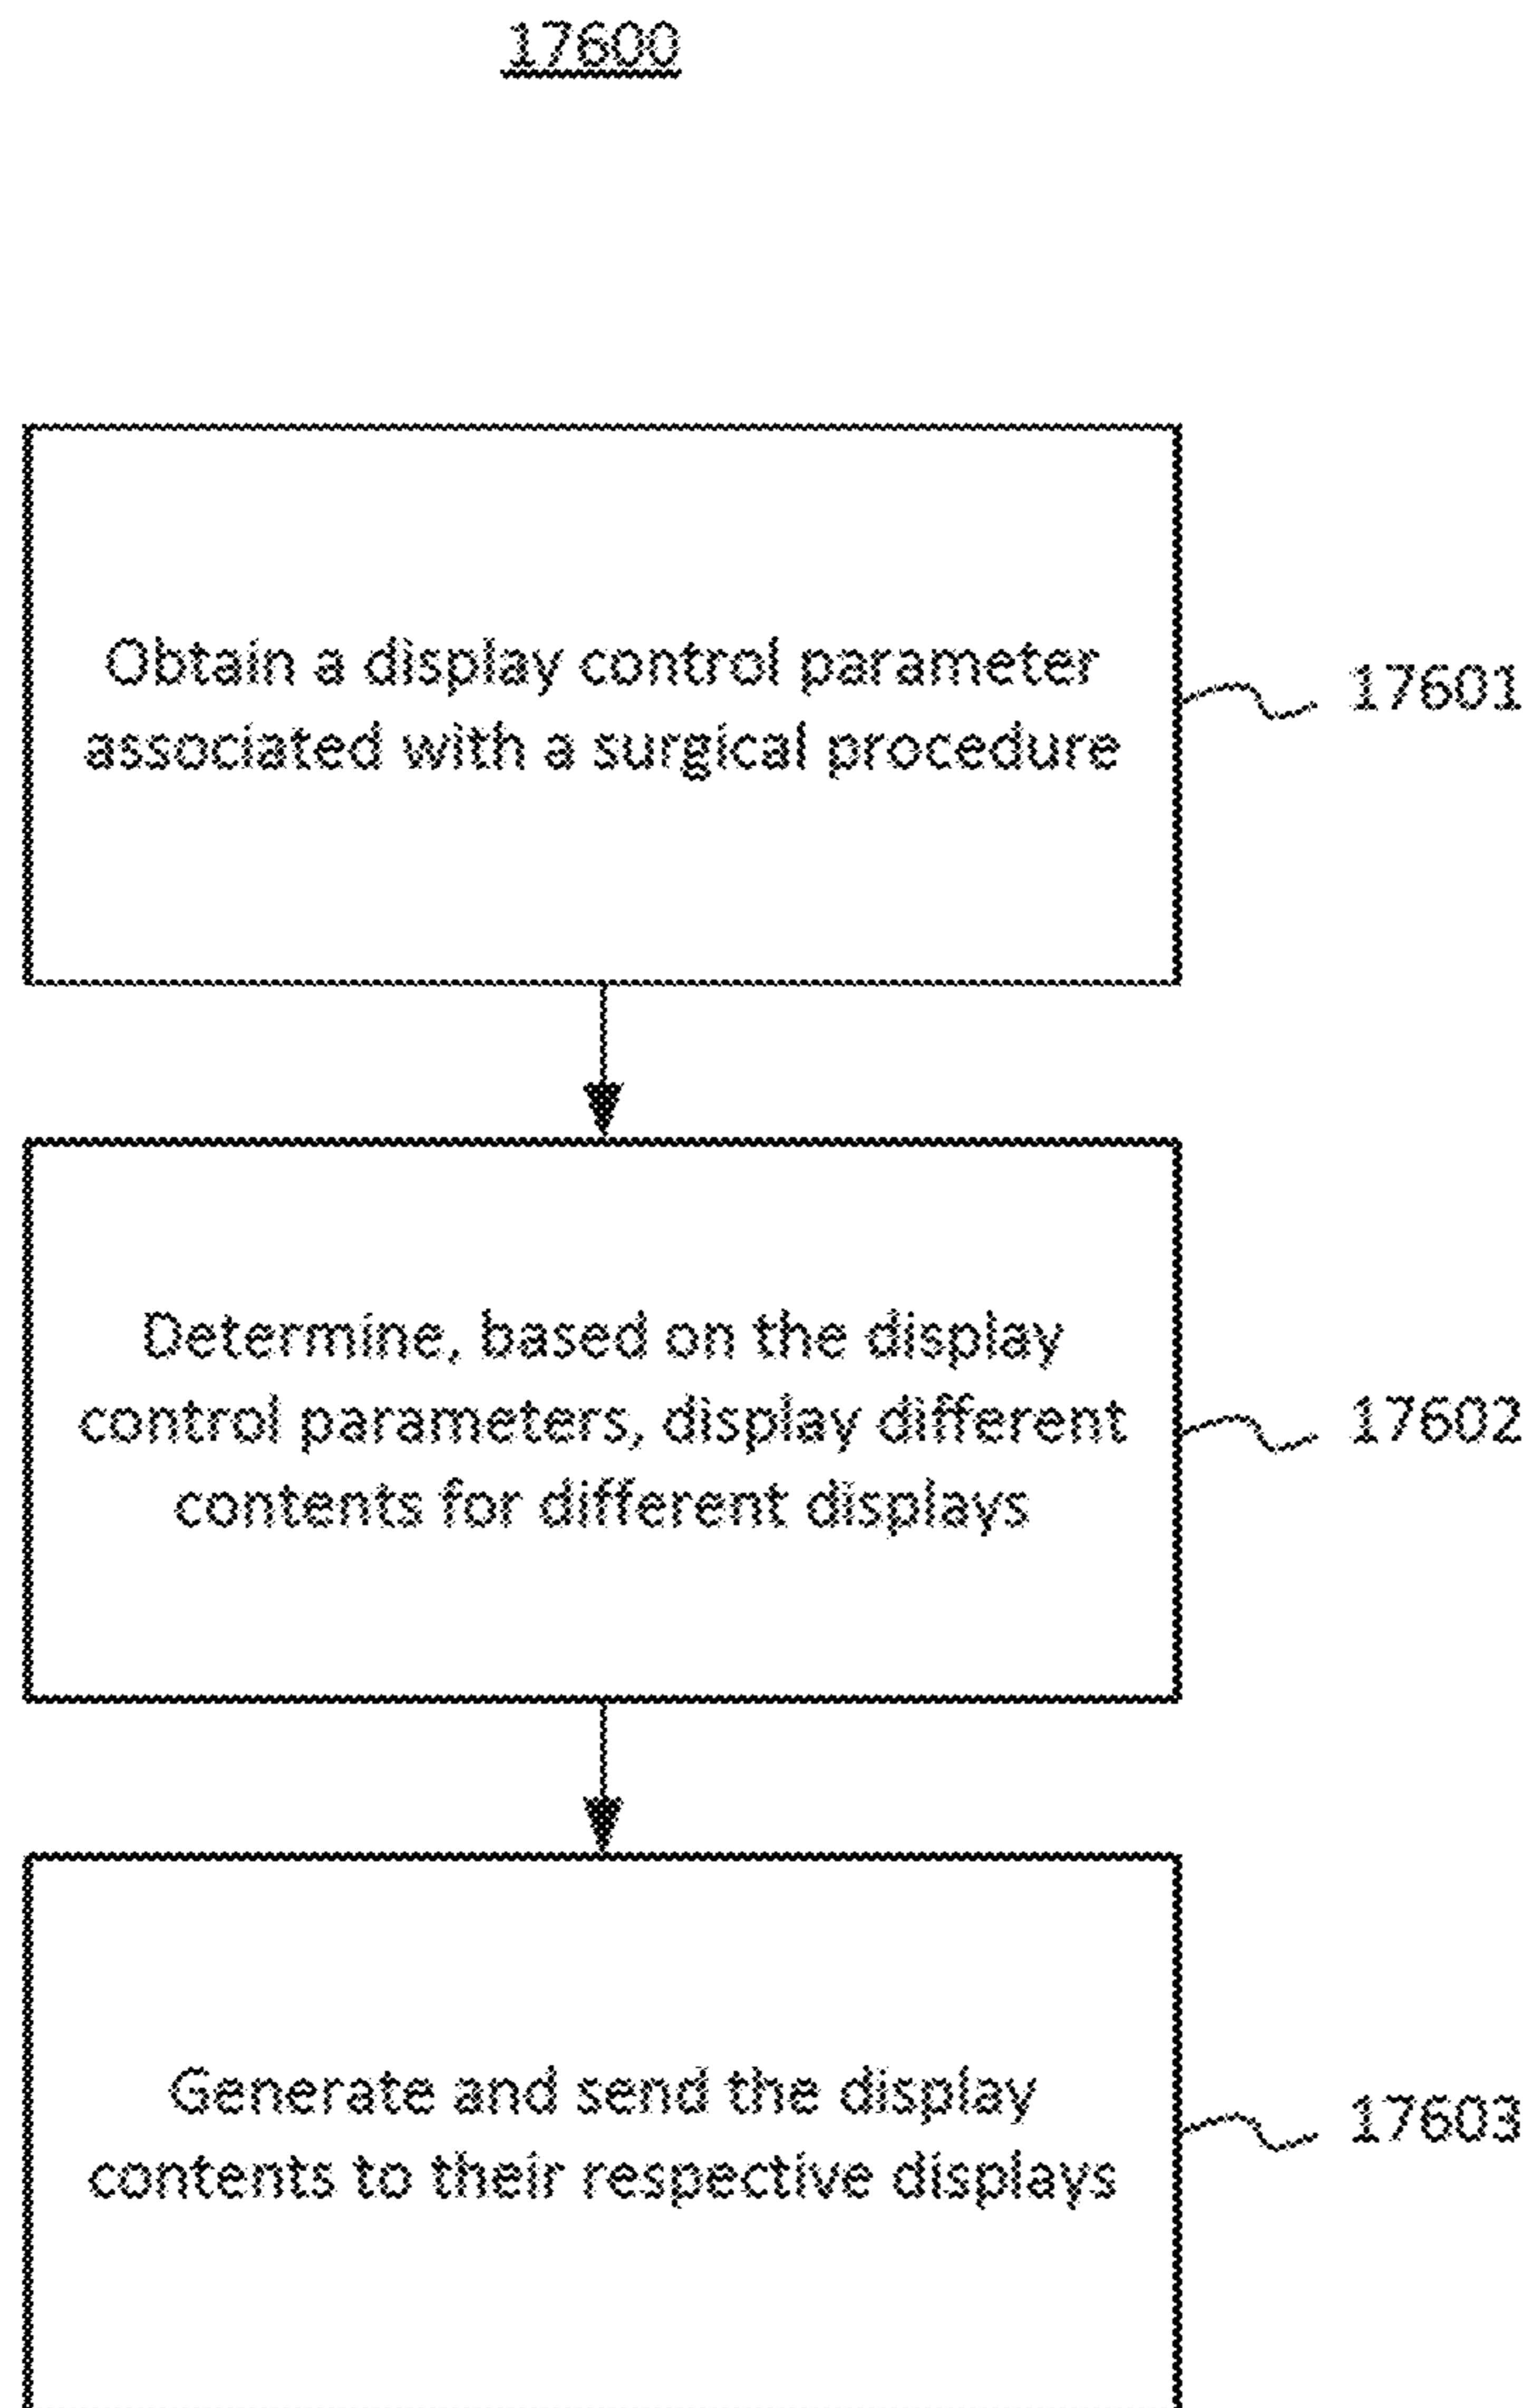 17600
Obtain a display control parameter
associated with a surgical procedure
17601
Determine, based on the display
control parameters, display different
contents for different displays
17602
Generate and send the display
contents to their respective displays
17603